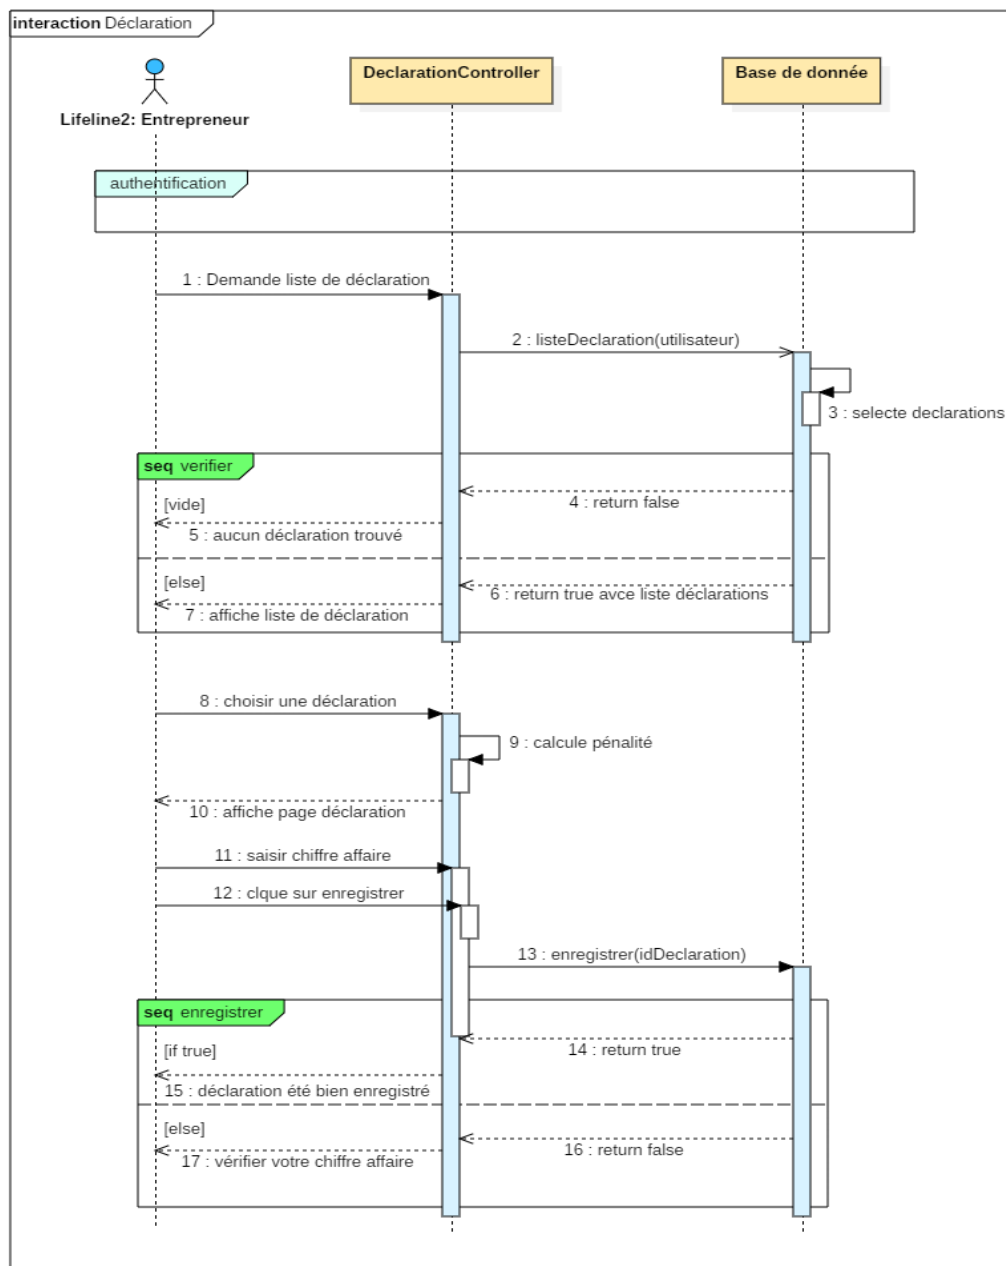 interaction Déclaration
DeclarationController
Base de donnée
Lifeline2: Entrepreneur
authentification
1 : Demande liste de déclaration
2 : listeDeclaration(utilisateur)
3 : selecte declarations
seq verifier
4 : return false
[vide]
5 : aucun déclaration trouvé
[else]
6 : return true avce liste déclarations
7 : affiche liste de déclaration
8 : choisir une déclaration
9 : calcule pénalité
10 : affiche page déclaration
11 : saisir chiffre affaire
12 : clque sur enregistrer
13 : enregistrer(idDeclaration)
seq enregistrer
[if true]
14 : return true
15 : déclaration été bien enregistré
[else]
16 : return false
17 : vérifier votre chiffre affaire